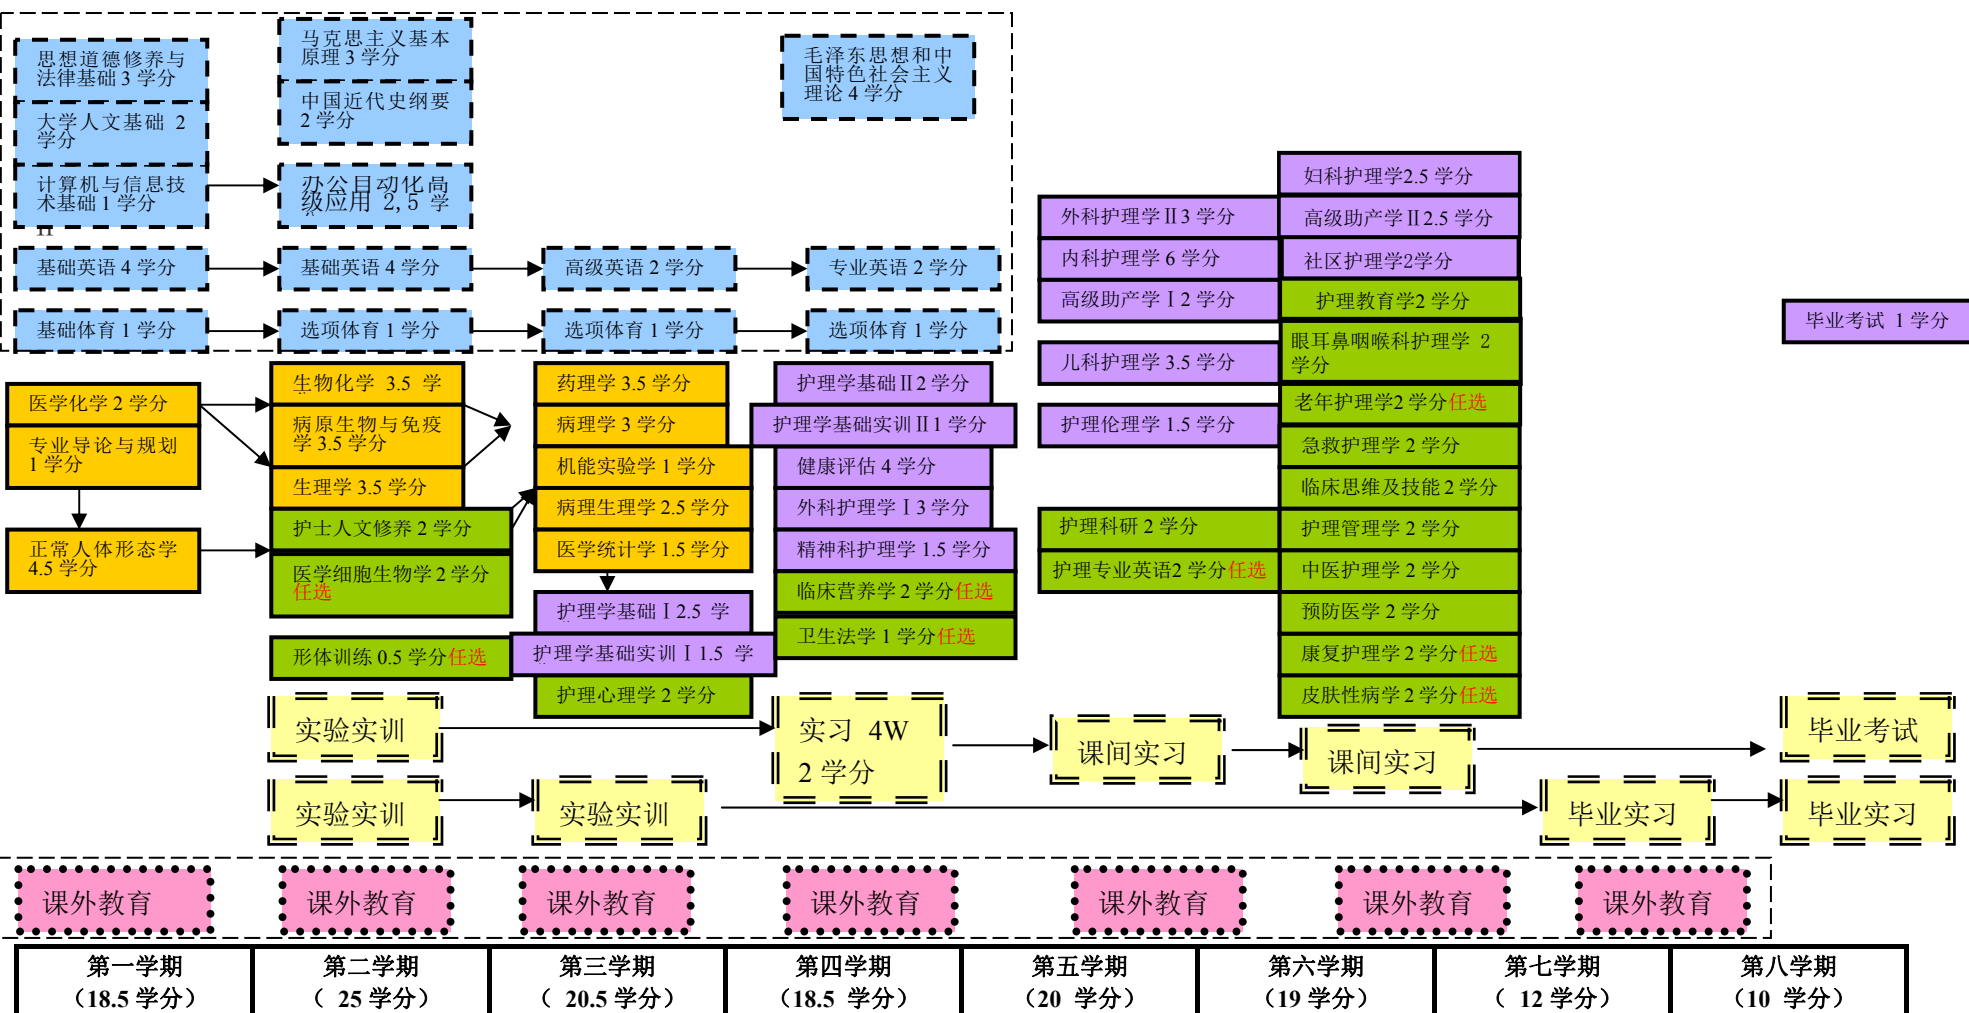 思想道德修养与
法律基础 3 学分
大学人文基础 2
学分
计算机与信息技
术基础 1 学分
基础英语 4 学分
基础体育 1 学分
马克思主义基本
原理 3 学分
中国近代史纲要
2 学分
办公自动化高
级应用 2,5 学
基础英语 4 学分
选项体育 1 学分
高级英语 2 学分
选项体育 1 学分
毛泽东思想和中
国特色社会主义
理论 4 学分
专业英语 2 学分
选项体育 1 学分
医学化学 2 学分
专业导论与规划
1 学分
正常人体形态学
4.5 学分
生物化学 3.5 学
病原生物与免疫
学 3.5 学分
生理学 3.5 学分
护士人文修养 2 学分
医学细胞生物学 2 学分
任选
形体训练 0.5 学分任选
药理学 3.5 学分
病理学 3 学分
机能实验学 1 学分
病理生理学 2.5 学分
医学统计学 1.5 学分
护理学基础Ⅰ2.5 学
护理学基础实训Ⅰ1.5 学
护理心理学 2 学分
护理学基础Ⅱ2 学分
护理学基础实训Ⅱ1 学分
健康评估 4 学分
外科护理学Ⅰ3 学分
精神科护理学 1.5 学分
临床营养学 2 学分任选
卫生法学 1 学分任选
外科护理学Ⅱ3 学分
内科护理学 6 学分
高级助产学Ⅰ2 学分
儿科护理学 3.5 学分
护理伦理学 1.5 学分
护理科研 2 学分
护理专业英语2 学分任选
妇科护理学2.5 学分
高级助产学Ⅱ2.5 学分
社区护理学2学分
护理教育学2 学分
眼耳鼻咽喉科护理学 2
学分
老年护理学2 学分任选
急救护理学 2 学分
临床思维及技能 2 学分
护理管理学 2 学分
中医护理学 2 学分
预防医学 2 学分
康复护理学 2 学分任选
皮肤性病学 2 学分任选
毕业考试 1 学分
实验实训
实习 4W
2 学分
课间实习
课间实习
毕业考试
实验实训
实验实训
毕业实习
毕业实习
课外教育
课外教育
课外教育
课外教育
课外教育
课外教育
课外教育
第一学期
（18.5 学分）
第二学期
（ 25 学分）
第三学期
（ 20.5 学分）
第四学期
（18.5 学分）
第五学期
（20 学分）
第六学期
（19 学分）
第七学期
（ 12 学分）
第八学期
（10 学分）